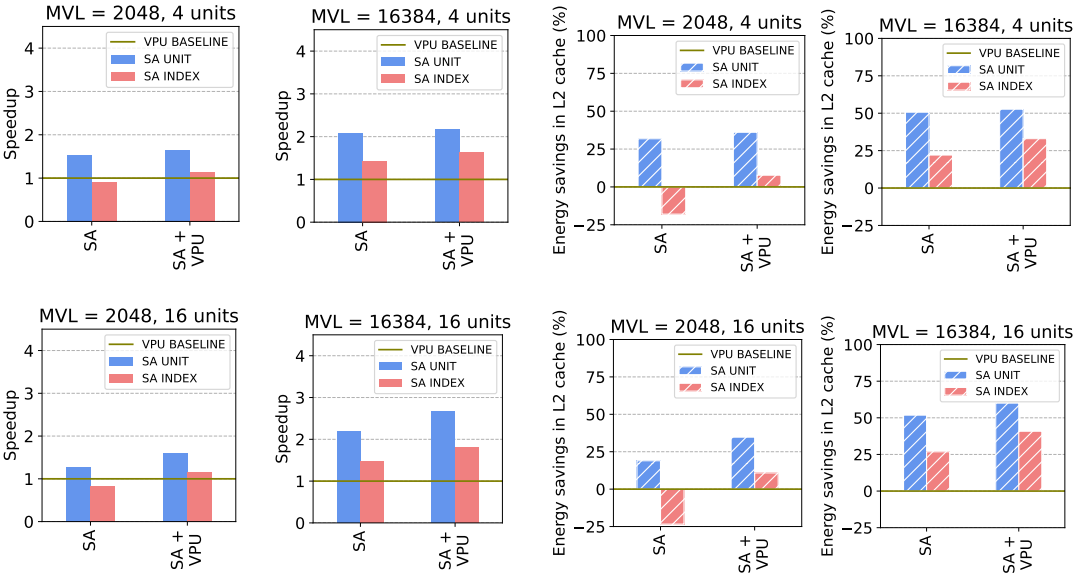 MVL = 2048, 4 units
Speedup
4
3
2
1
0
VPU BASELINE
SA UNIT
SA INDEX
SA
SA +
VPU
MVL = 16384, 4 units
Speedup
4
3
2
1
0
VPU BASELINE
SA UNIT
SA INDEX
SA
SA +
VPU
MVL = 2048, 4 units
Energy savings in L2 cache (%)
100
75
50
25
0
−25
VPU BASELINE
SA UNIT
SA INDEX
SA
SA +
VPU
MVL = 16384, 4 units
Energy savings in L2 cache (%)
100
75
50
25
0
−25
VPU BASELINE
SA UNIT
SA INDEX
SA
SA +
VPU
MVL = 2048, 16 units
Speedup
4
3
2
1
0
VPU BASELINE
SA UNIT
SA INDEX
SA
SA +
VPU
MVL = 16384, 16 units
Speedup
4
3
2
1
0
VPU BASELINE
SA UNIT
SA INDEX
SA
SA +
VPU
MVL = 2048, 16 units
Energy savings in L2 cache (%)
100
75
50
25
0
−25
VPU BASELINE
SA UNIT
SA INDEX
SA
SA +
VPU
MVL = 16384, 16 units
Energy savings in L2 cache (%)
100
75
50
25
0
−25
VPU BASELINE
SA UNIT
SA INDEX
SA
SA +
VPU